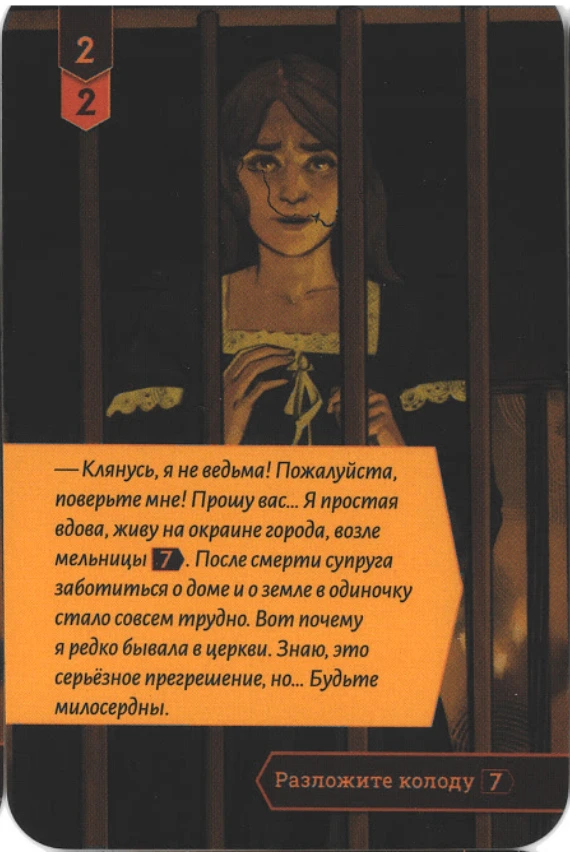 2
2
— Клянусь, я не ведьма! Пожалуйста,
поверьте мне! Прошу вас... Я простая
вдова, живу на окраине города, возле
мельницы 7. После смерти супруга
заботиться о доме и о земле в одиночку
стало совсем трудно. Вот почему
я редко бывала в церкви. Знаю, это
серьёзное прегрешение, но... Будьте
милосердны.
Разложите колоду 7